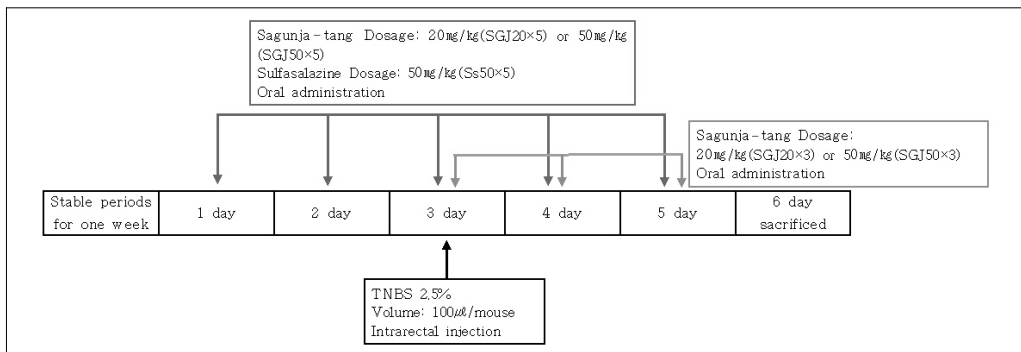 Sagunja-tang Dosage: 20㎎/kg(SGJ20×5) or 50㎎/kg
(SGJ50×5)
Sulfasalazine Dosage: 50㎎/kg(Ss50×5)
Oral administration
Sagunja-tang Dosage:
20㎎/kg(SGJ20×3) or 50㎎/kg(SGJ50×3)
Oral administration
Stable periods
for one week
1 day
2 day
3 day
4 day
5 day
6 day
sacrificed
TNBS 2.5%
Volume: 100㎕/mouse
Intrarectal injection